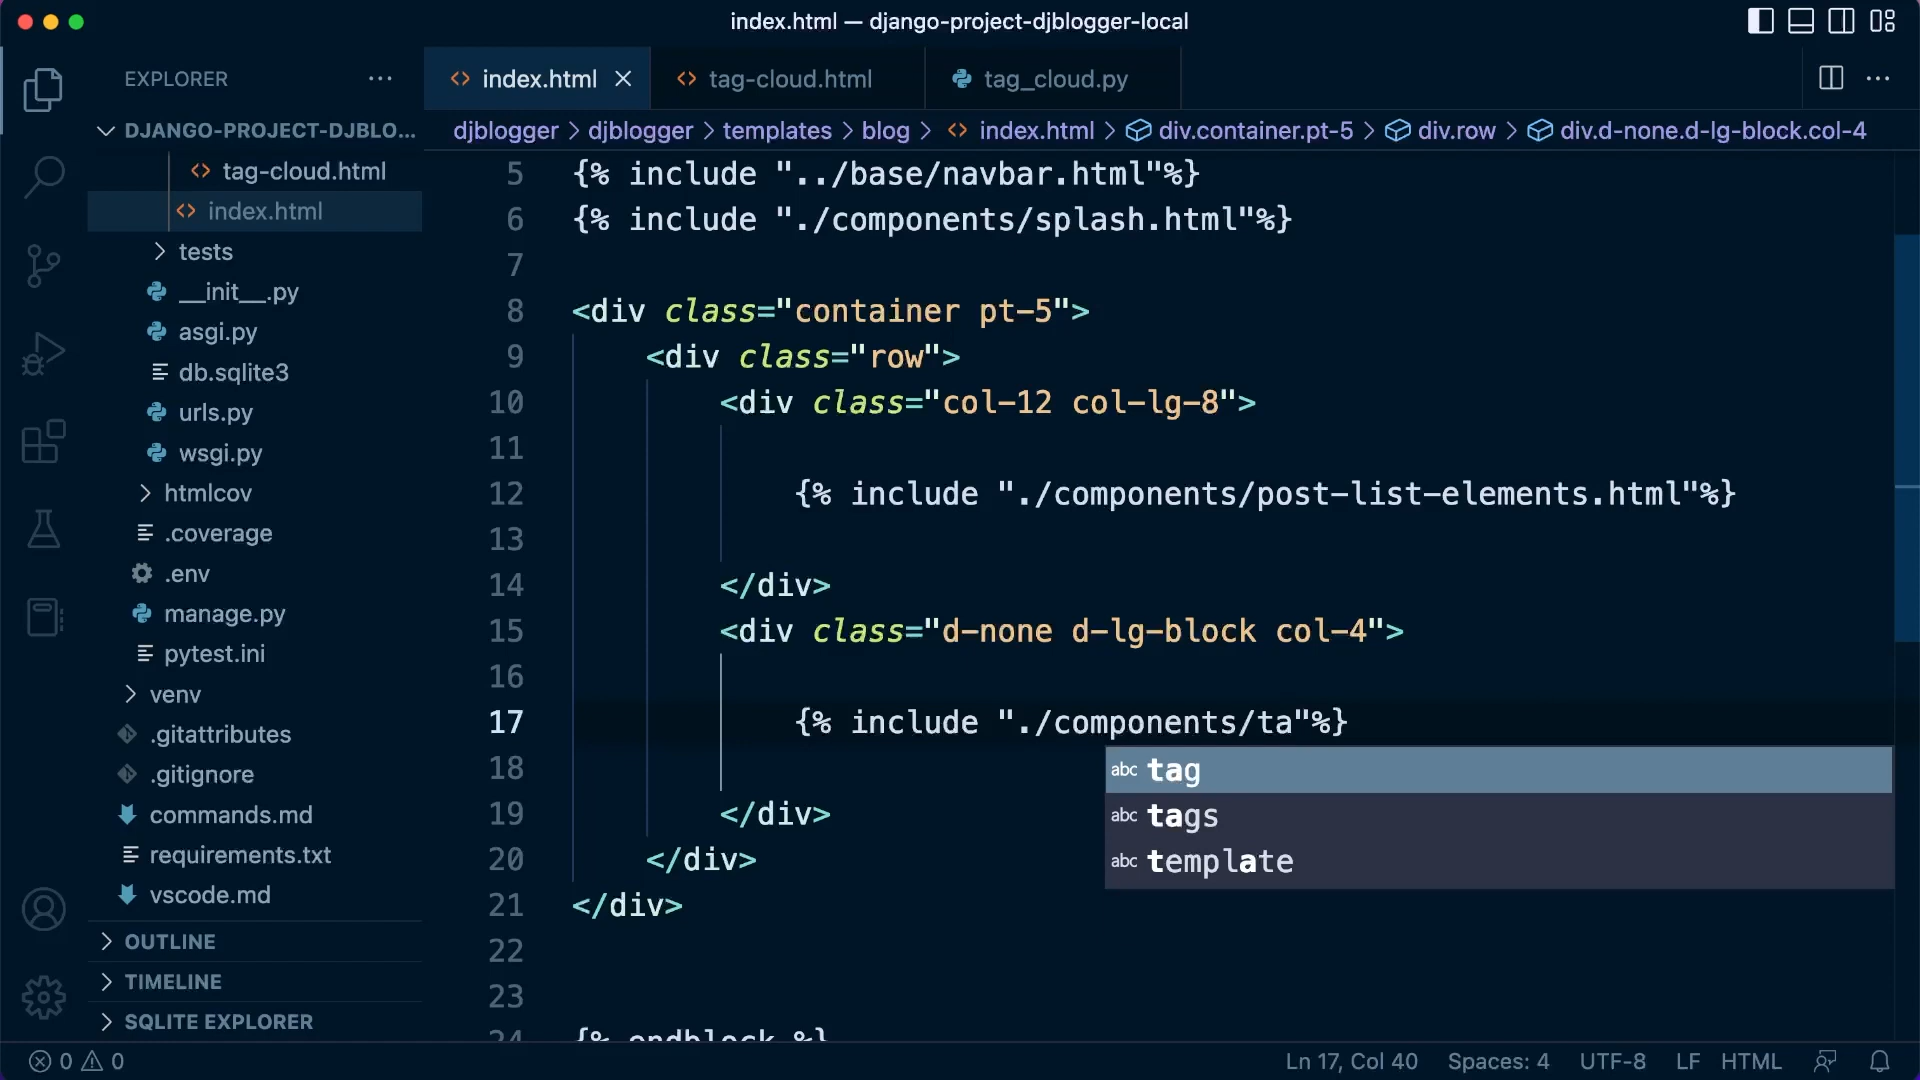 index.html — django-project-djblogger-local
EXPLORER
DJANGO-PROJECT-DJBLO...
tag-cloud.html
index.html
tests
__init__.py
asgi.py
db.sqlite3
urls.py
wsgi.py
htmlcov
.coverage
.env
manage.py
pytest.ini
venv
.gitattributes
.gitignore
commands.md
requirements.txt
vscode.md
OUTLINE
TIMELINE
SQLITE EXPLORER
index.html
tag-cloud.html
tag_cloud.py
djblogger > djblogger > templates > blog > index.html > div.container.pt-5 > div.row > div.d-none.d-lg-block.col-4
5 {% include "../base/navbar.html"%}
6 {% include "./components/splash.html"%}
7
8 <div class="container pt-5">
9 <div class="row">
10 <div class="col-12 col-lg-8">
11
12 {% include "./components/post-list-elements.html"%}
13
14 </div>
15 <div class="d-none d-lg-block col-4">
16
17 {% include "./components/ta"%}
18
19 </div>
20 </div>
21 </div>
22
23
24 {% endblock %}
abc tag
abc tags
abc template
0 0
Ln 17, Col 40 Spaces: 4 UTF-8 LF HTML